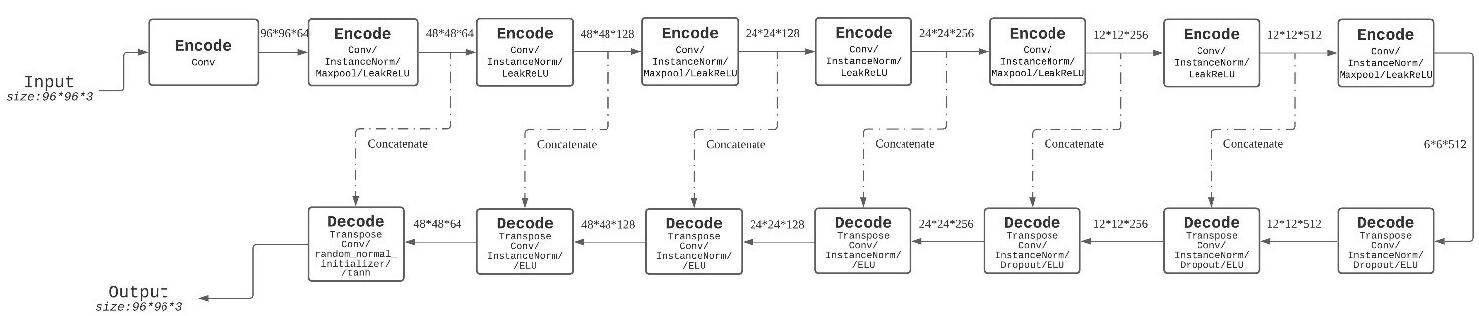 Input
size:96*96*3
Encode
Conv
96*96*64
Encode
Conv/
InstanceNorm/
Maxpool/LeakReLU
48*48*64
Encode
Conv/
InstanceNorm/
LeakReLU
48*48*128
Encode
Conv/
InstanceNorm/
Maxpool/LeakReLU
24*24*128
Encode
Conv/
InstanceNorm/
LeakReLU
24*24*256
Encode
Conv/
InstanceNorm/
Maxpool/LeakReLU
12*12*256
Encode
Conv/
InstanceNorm/
LeakReLU
12*12*512
Encode
Conv/
InstanceNorm/
Maxpool/LeakReLU
Concatenate
Concatenate
Concatenate
Concatenate
Concatenate
Concatenate
6*6*512
Decode
Transpose
Conv/
random_normal_
initializer/
/tanh
48*48*64
Decode
Transpose
Conv/
InstanceNorm/
/ELU
48*48*128
Decode
Transpose
Conv/
InstanceNorm/
/ELU
24*24*128
Decode
Transpose
Conv/
InstanceNorm/
/ELU
24*24*256
Decode
Transpose
Conv/
InstanceNorm/
Dropout/ELU
12*12*256
Decode
Transpose
Conv/
InstanceNorm/
Dropout/ELU
12*12*512
Decode
Transpose
Conv/
InstanceNorm/
Dropout/ELU
Output
size:96*96*3